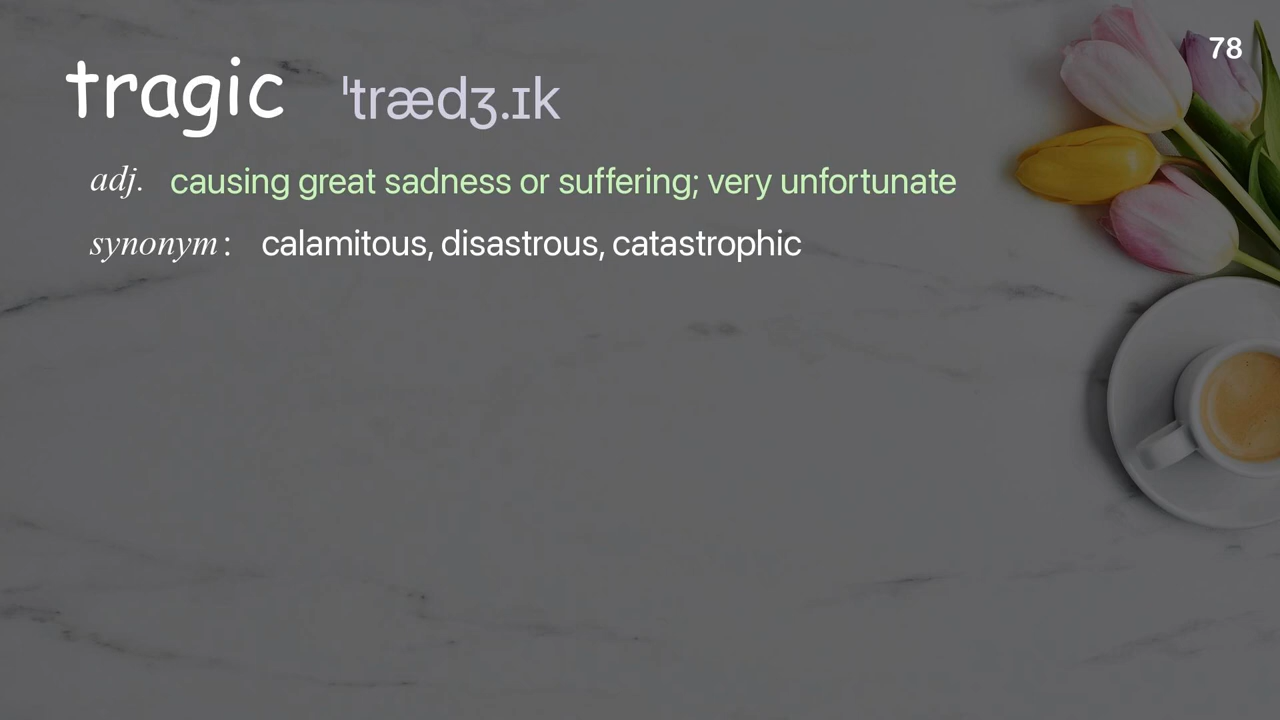 78
tragic ˈtrædʒ.ɪk
adj. causing great sadness or suffering; very unfortunate
synonym: calamitous, disastrous, catastrophic